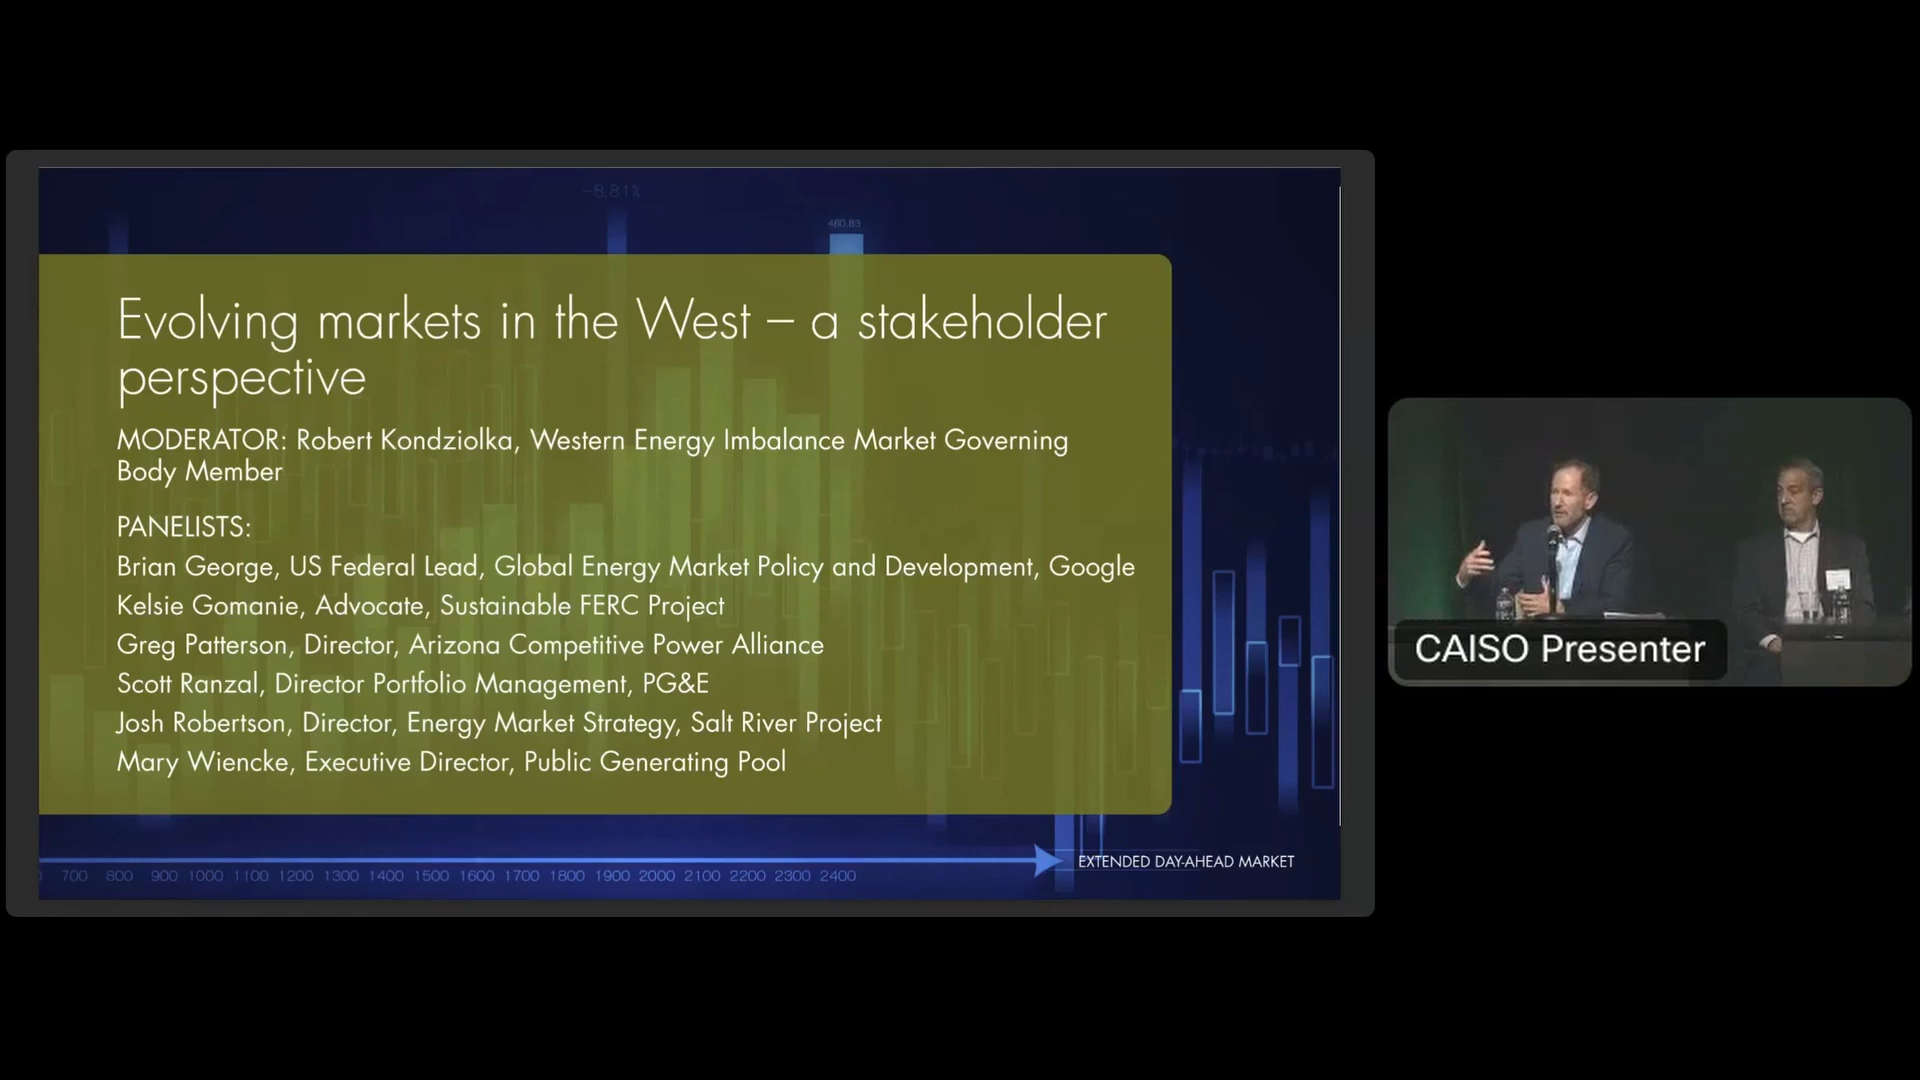 -8.81%
460.83
Evolving markets in the West – a stakeholder
perspective
MODERATOR: Robert Kondziolka, Western Energy Imbalance Market Governing
Body Member
PANELISTS:
Brian George, US Federal Lead, Global Energy Market Policy and Development, Google
Kelsie Gomanie, Advocate, Sustainable FERC Project
Greg Patterson, Director, Arizona Competitive Power Alliance
Scott Ranzal, Director Portfolio Management, PG&E
Josh Robertson, Director, Energy Market Strategy, Salt River Project
Mary Wiencke, Executive Director, Public Generating Pool
EXTENDED DAY-AHEAD MARKET
700 800 900 1000 1100 1200 1300 1400 1500 1600 1700 1800 1900 2000 2100 2200 2300 2400
CAISO Presenter